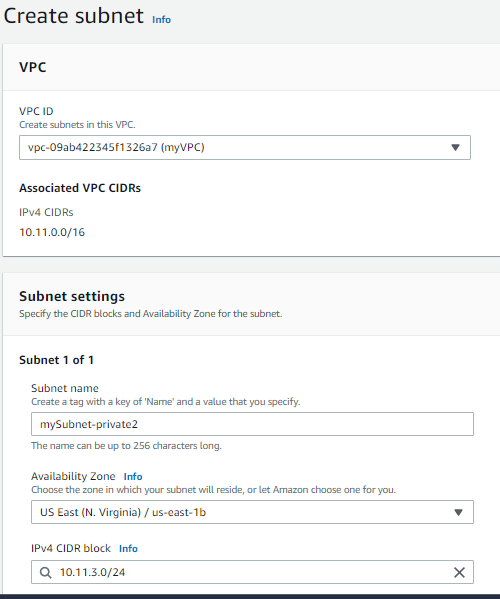 Create subnet Info
VPC
VPC ID
Create subnets in this VPC.
vpc-09ab422345f1326a7 (myVPC)
Associated VPC CIDRs
IPv4 CIDRs
10.11.0.0/16
Subnet settings
Specify the CIDR blocks and Availability Zone for the subnet.
Subnet 1 of 1
Subnet name
Create a tag with a key of 'Name' and a value that you specify.
mySubnet-private2
The name can be up to 256 characters long.
Availability Zone Info
Choose the zone in which your subnet will reside, or let Amazon choose one for you.
US East (N. Virginia) / us-east-1b
IPv4 CIDR block Info
10.11.3.0/24